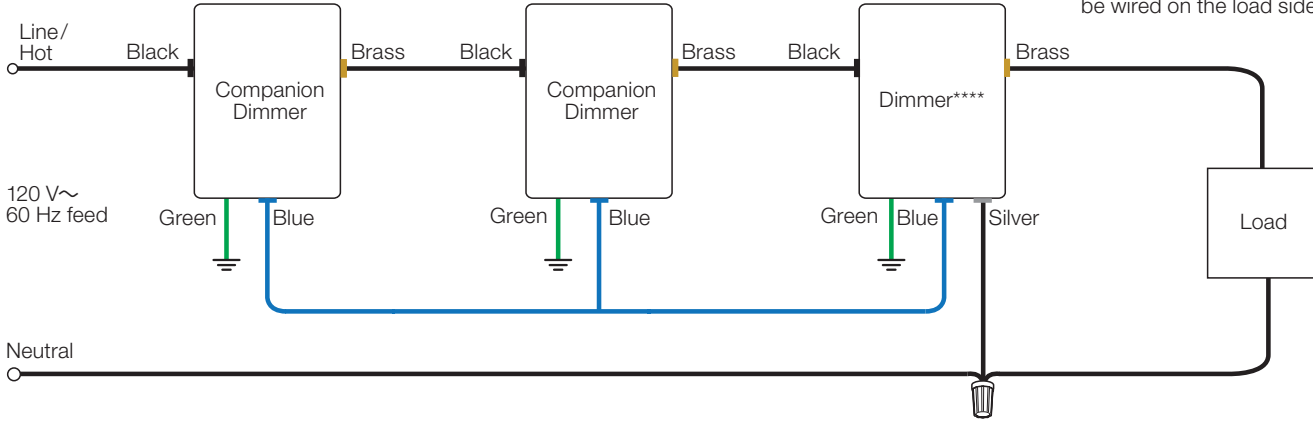 be wired on the load side
Line/
Hot
Black
Brass
Black
Brass
Black
Brass
Companion
Dimmer
Companion
Dimmer
Dimmer****
120 V~
60 Hz feed
Green
Blue
Green
Blue
Green
Blue
Silver
Load
Neutral